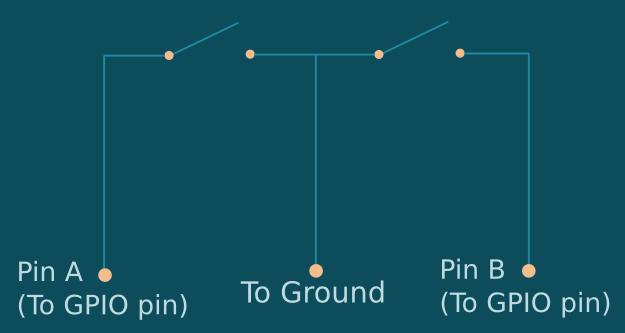 Pin A
(To GPIO pin)
To Ground
Pin B
(To GPIO pin)